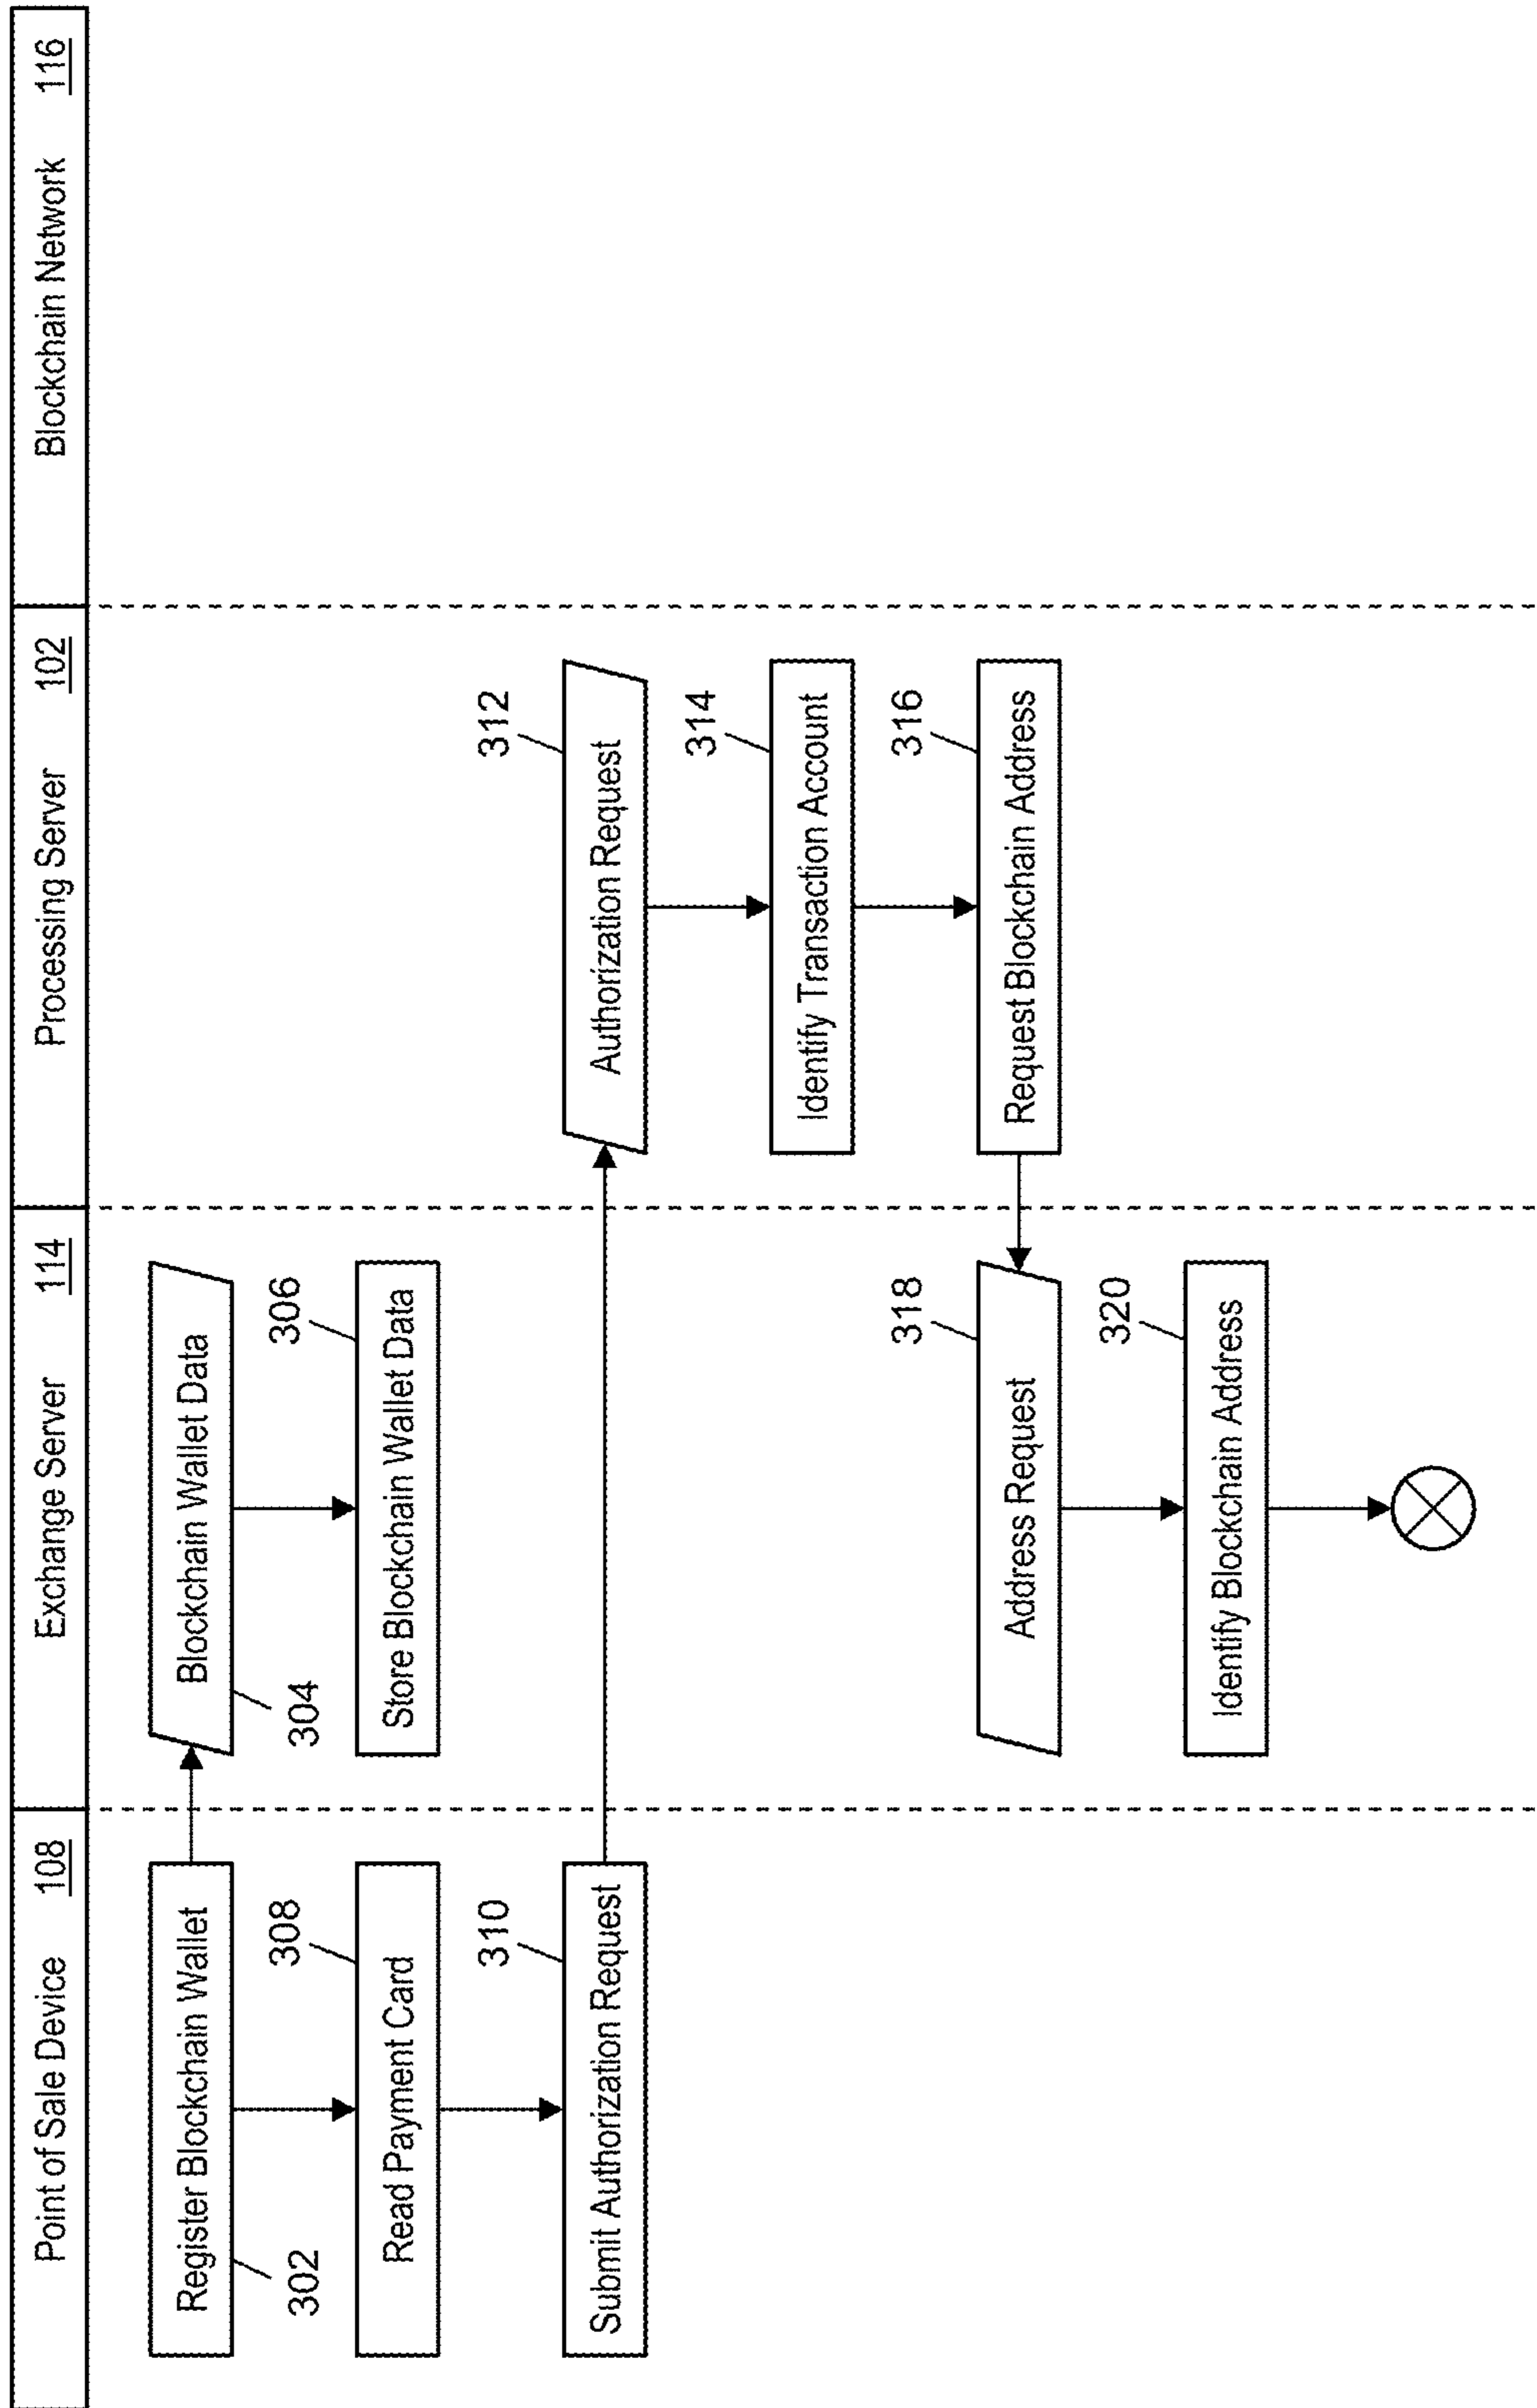 Point of Sale Device 108
Exchange Server 114
Processing Server 102
Blockchain Network 116
Register Blockchain Wallet
302
Blockchain Wallet Data
304
Store Blockchain Wallet Data
306
Read Payment Card
308
Submit Authorization Request
310
Authorization Request
312
Identify Transaction Account
314
Request Blockchain Address
316
Address Request
318
Identify Blockchain Address
320